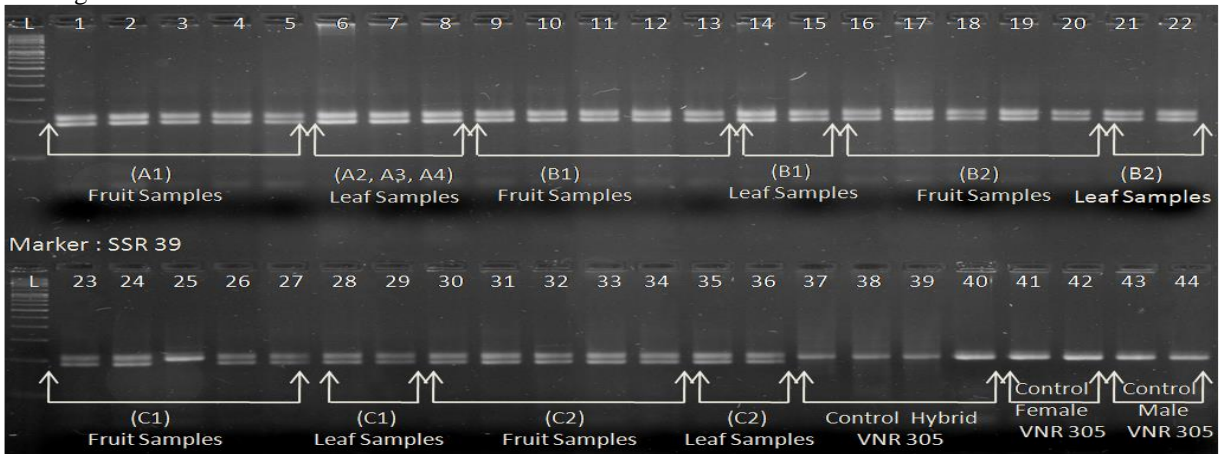 L 1 2 3 4 5 6 7 8 9 10 11 12 13 14 15 16 17 18 19 20 21 22
(A1) (A2, A3, A4) (B1) (B1) (B2) (B2)
Fruit Samples Leaf Samples Fruit Samples Leaf Samples Fruit Samples Leaf Samples
Marker : SSR 39
L 23 24 25 26 27 28 29 30 31 32 33 34 35 36 37 38 39 40 41 42 43 44
(C1) Fruit Samples
(C1) Leaf Samples
(C2) Fruit Samples
(C2) Leaf Samples
Control Hybrid
VNR 305
Control
Female
VNR 305
Control
Male
VNR 305